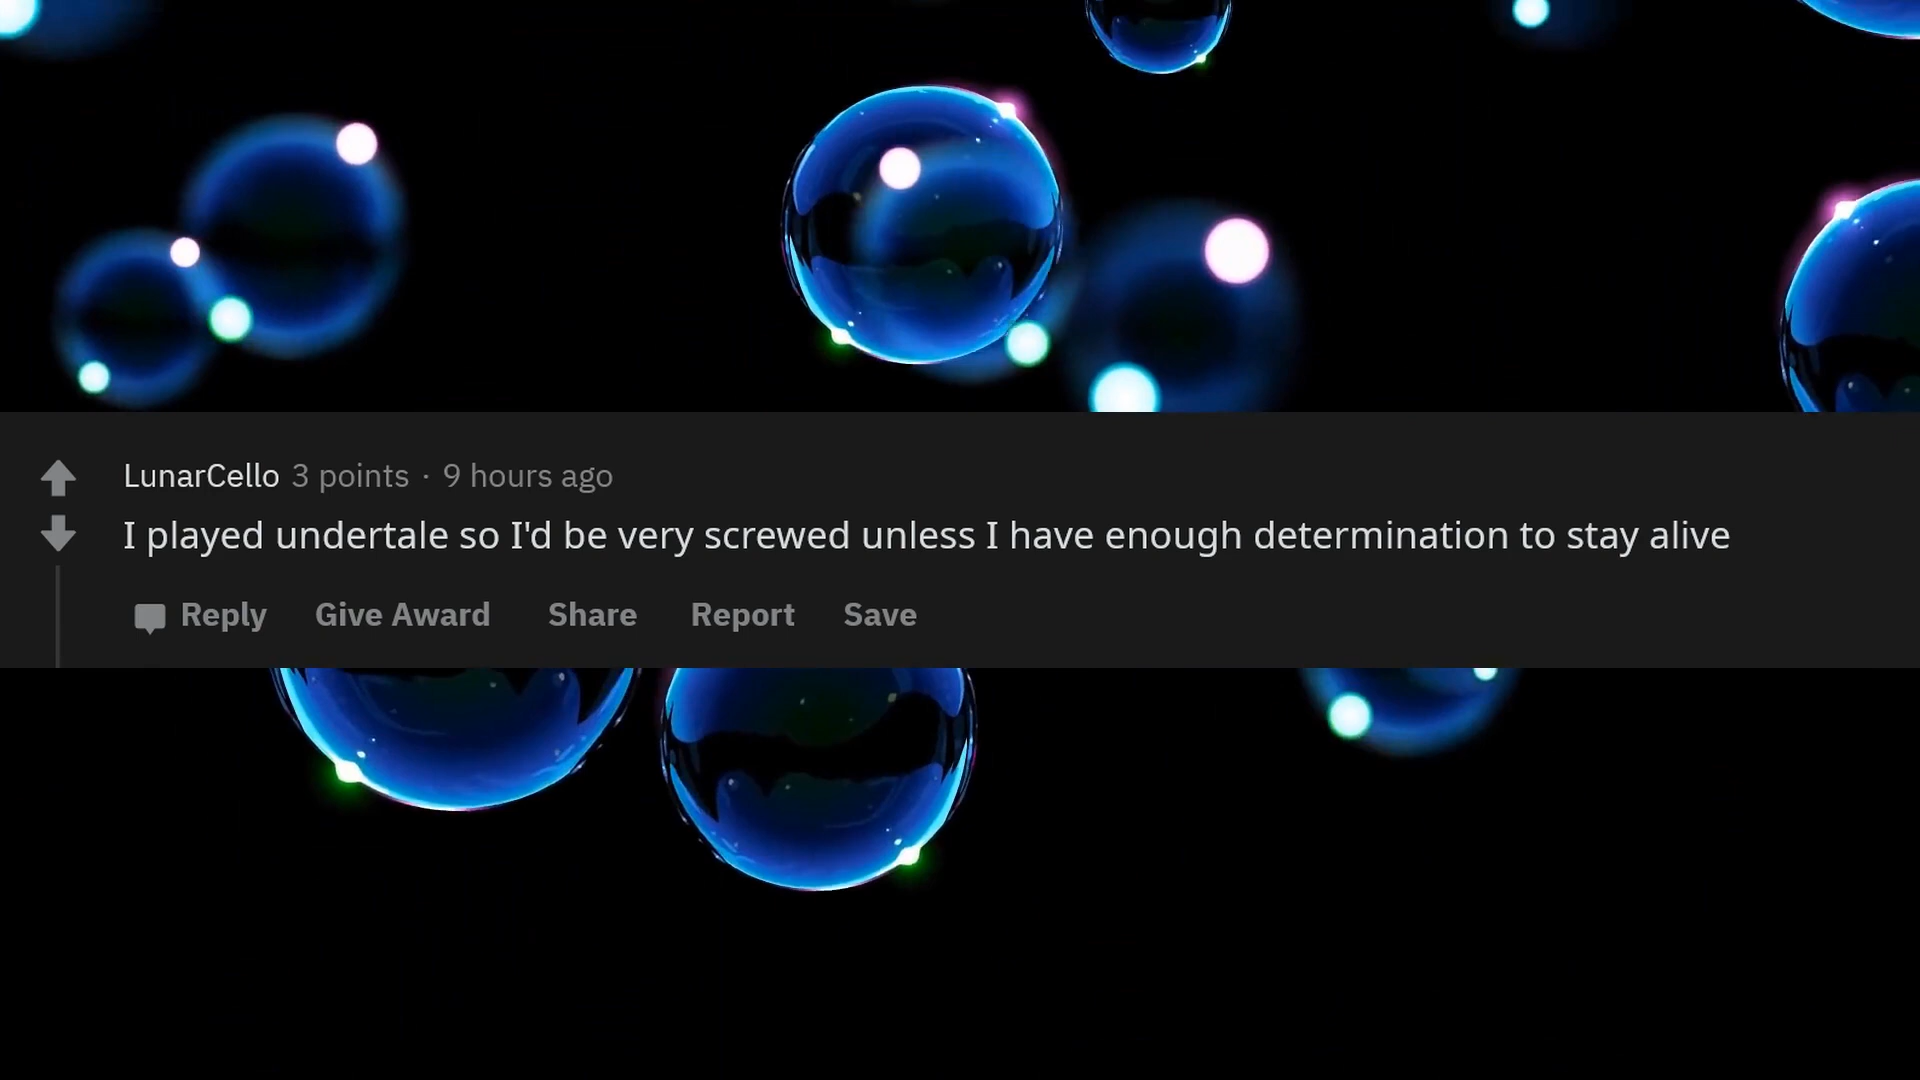 LunarCello 3 points · 9 hours ago
I played undertale so I'd be very screwed unless I have enough determination to stay alive
Reply Give Award Share Report Save